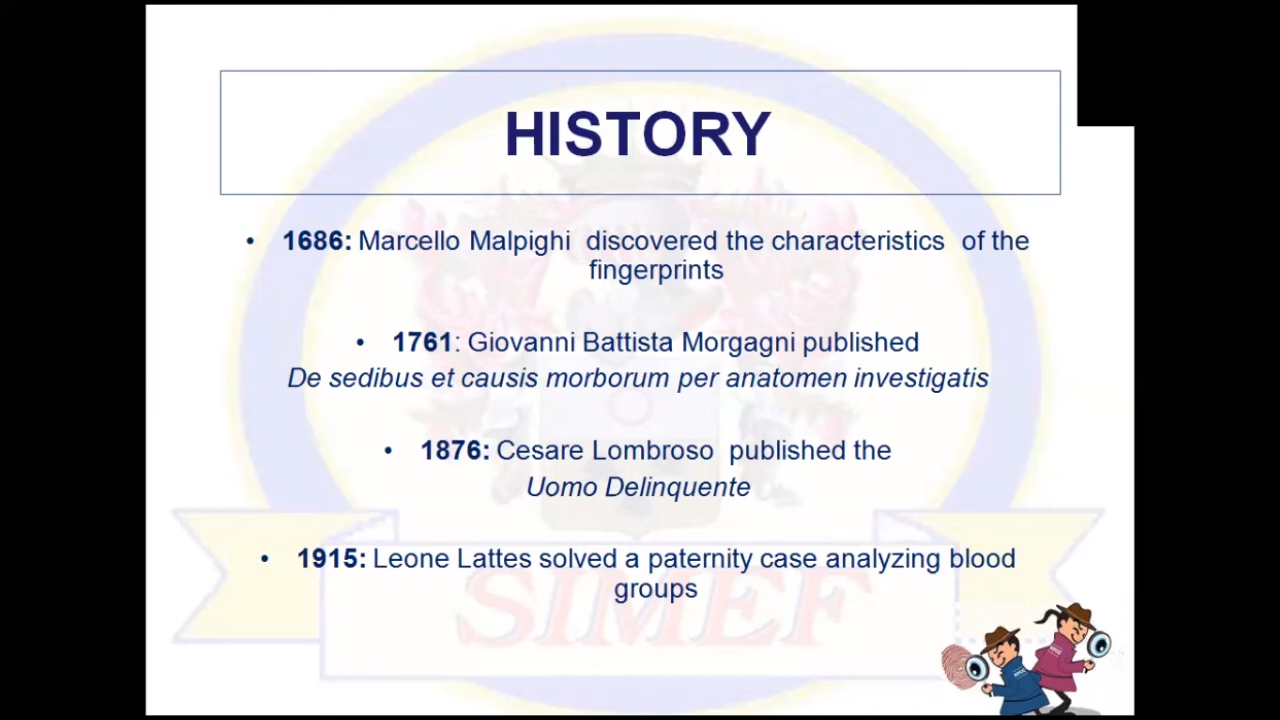 HISTORY
• 1686: Marcello Malpighi discovered the characteristics of the
fingerprints
• 1761: Giovanni Battista Morgagni published
De sedibus et causis morborum per anatomen investigatis
• 1876: Cesare Lombroso published the
Uomo Delinquente
• 1915: Leone Lattes solved a paternity case analyzing blood
groups
SIMEF